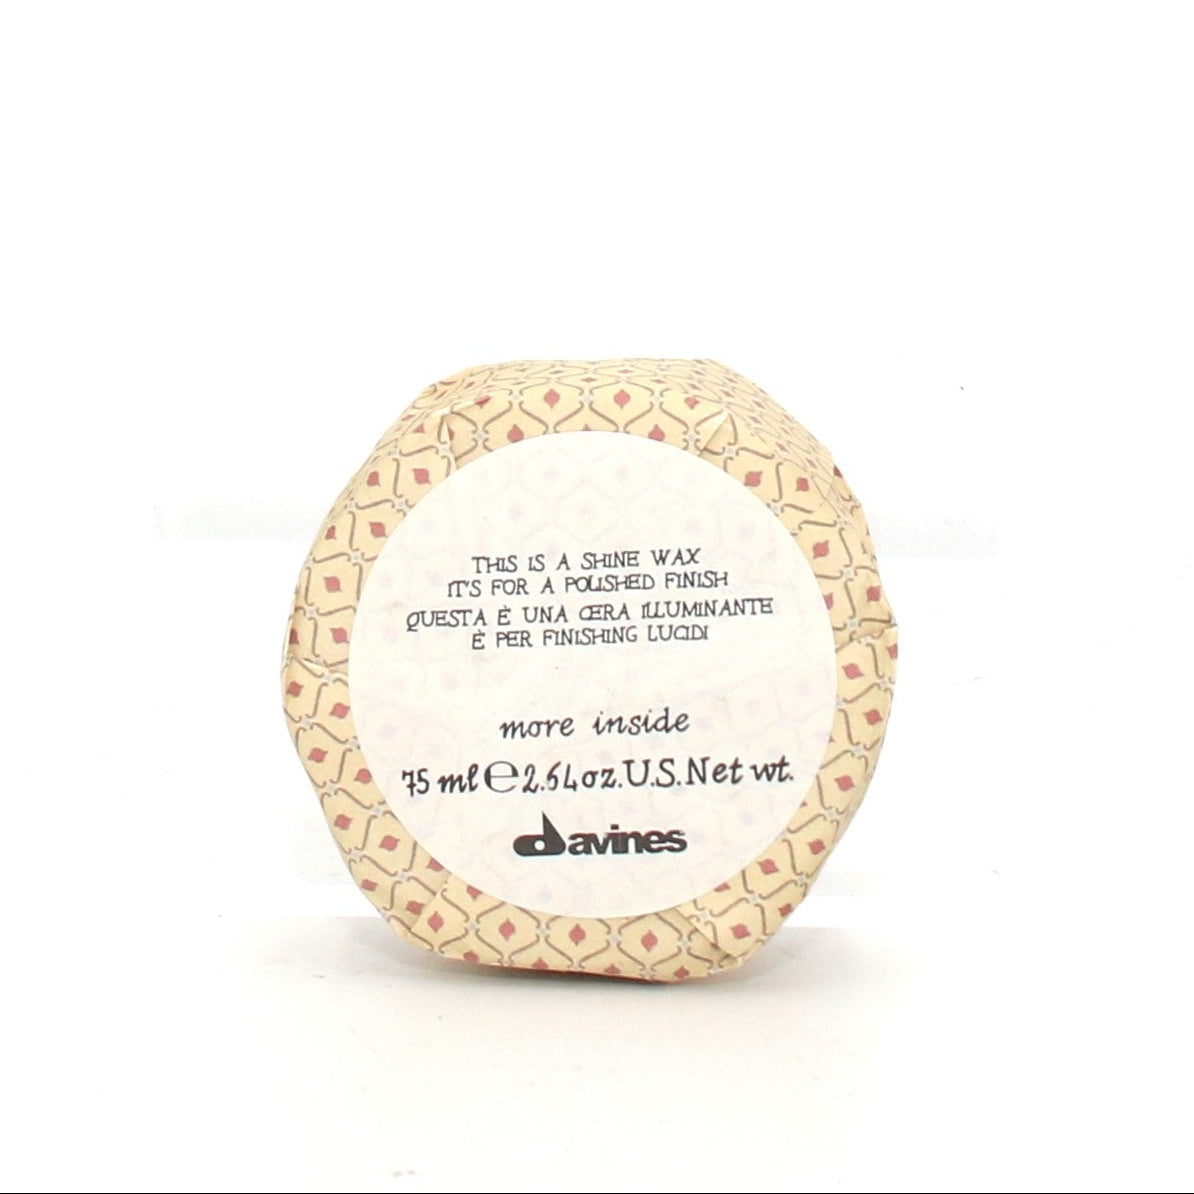 THIS IS A SHINE WAX
IT'S FOR A POLISHED FINISH
QUESTA È UNA CERA ILLUMINANTE
È PER FINISHING LUCIDI
more inside
75 ml ℮ 2.64oz.U.S.Net wt.
davines